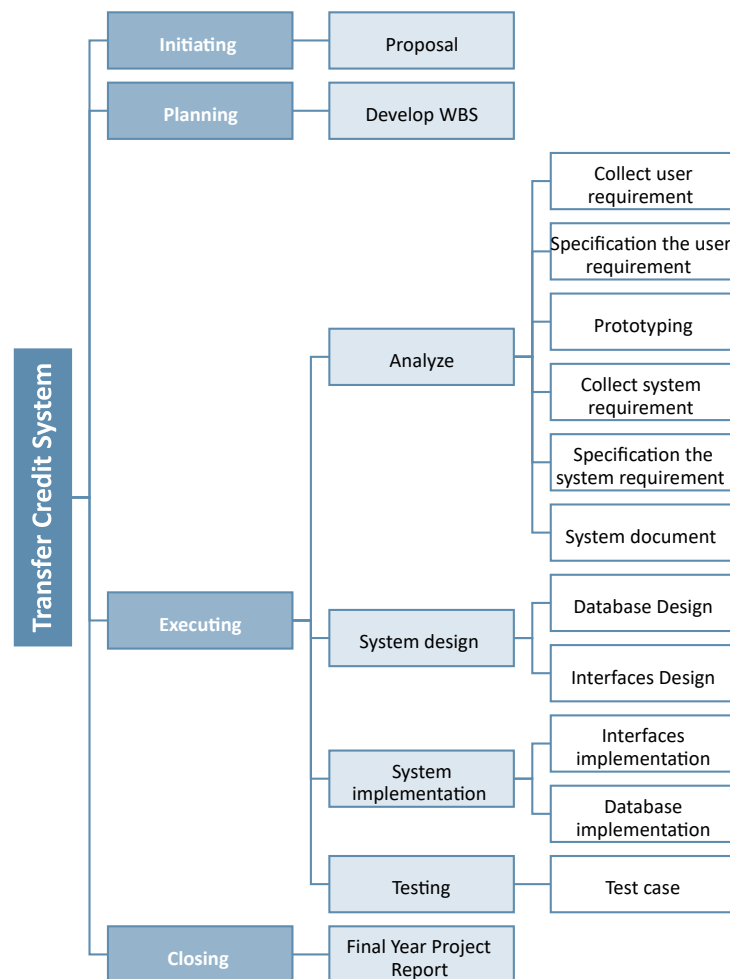 Transfer Credit System
Initiating
Proposal
Planning
Develop WBS
Executing
Analyze
Collect user
requirement
Specification the user
requirement
Prototyping
Collect system
requirement
Specification the
system requirement
System document
System design
Database Design
Interfaces Design
System
implementation
Interfaces
implementation
Database
implementation
Testing
Test case
Closing
Final Year Project
Report